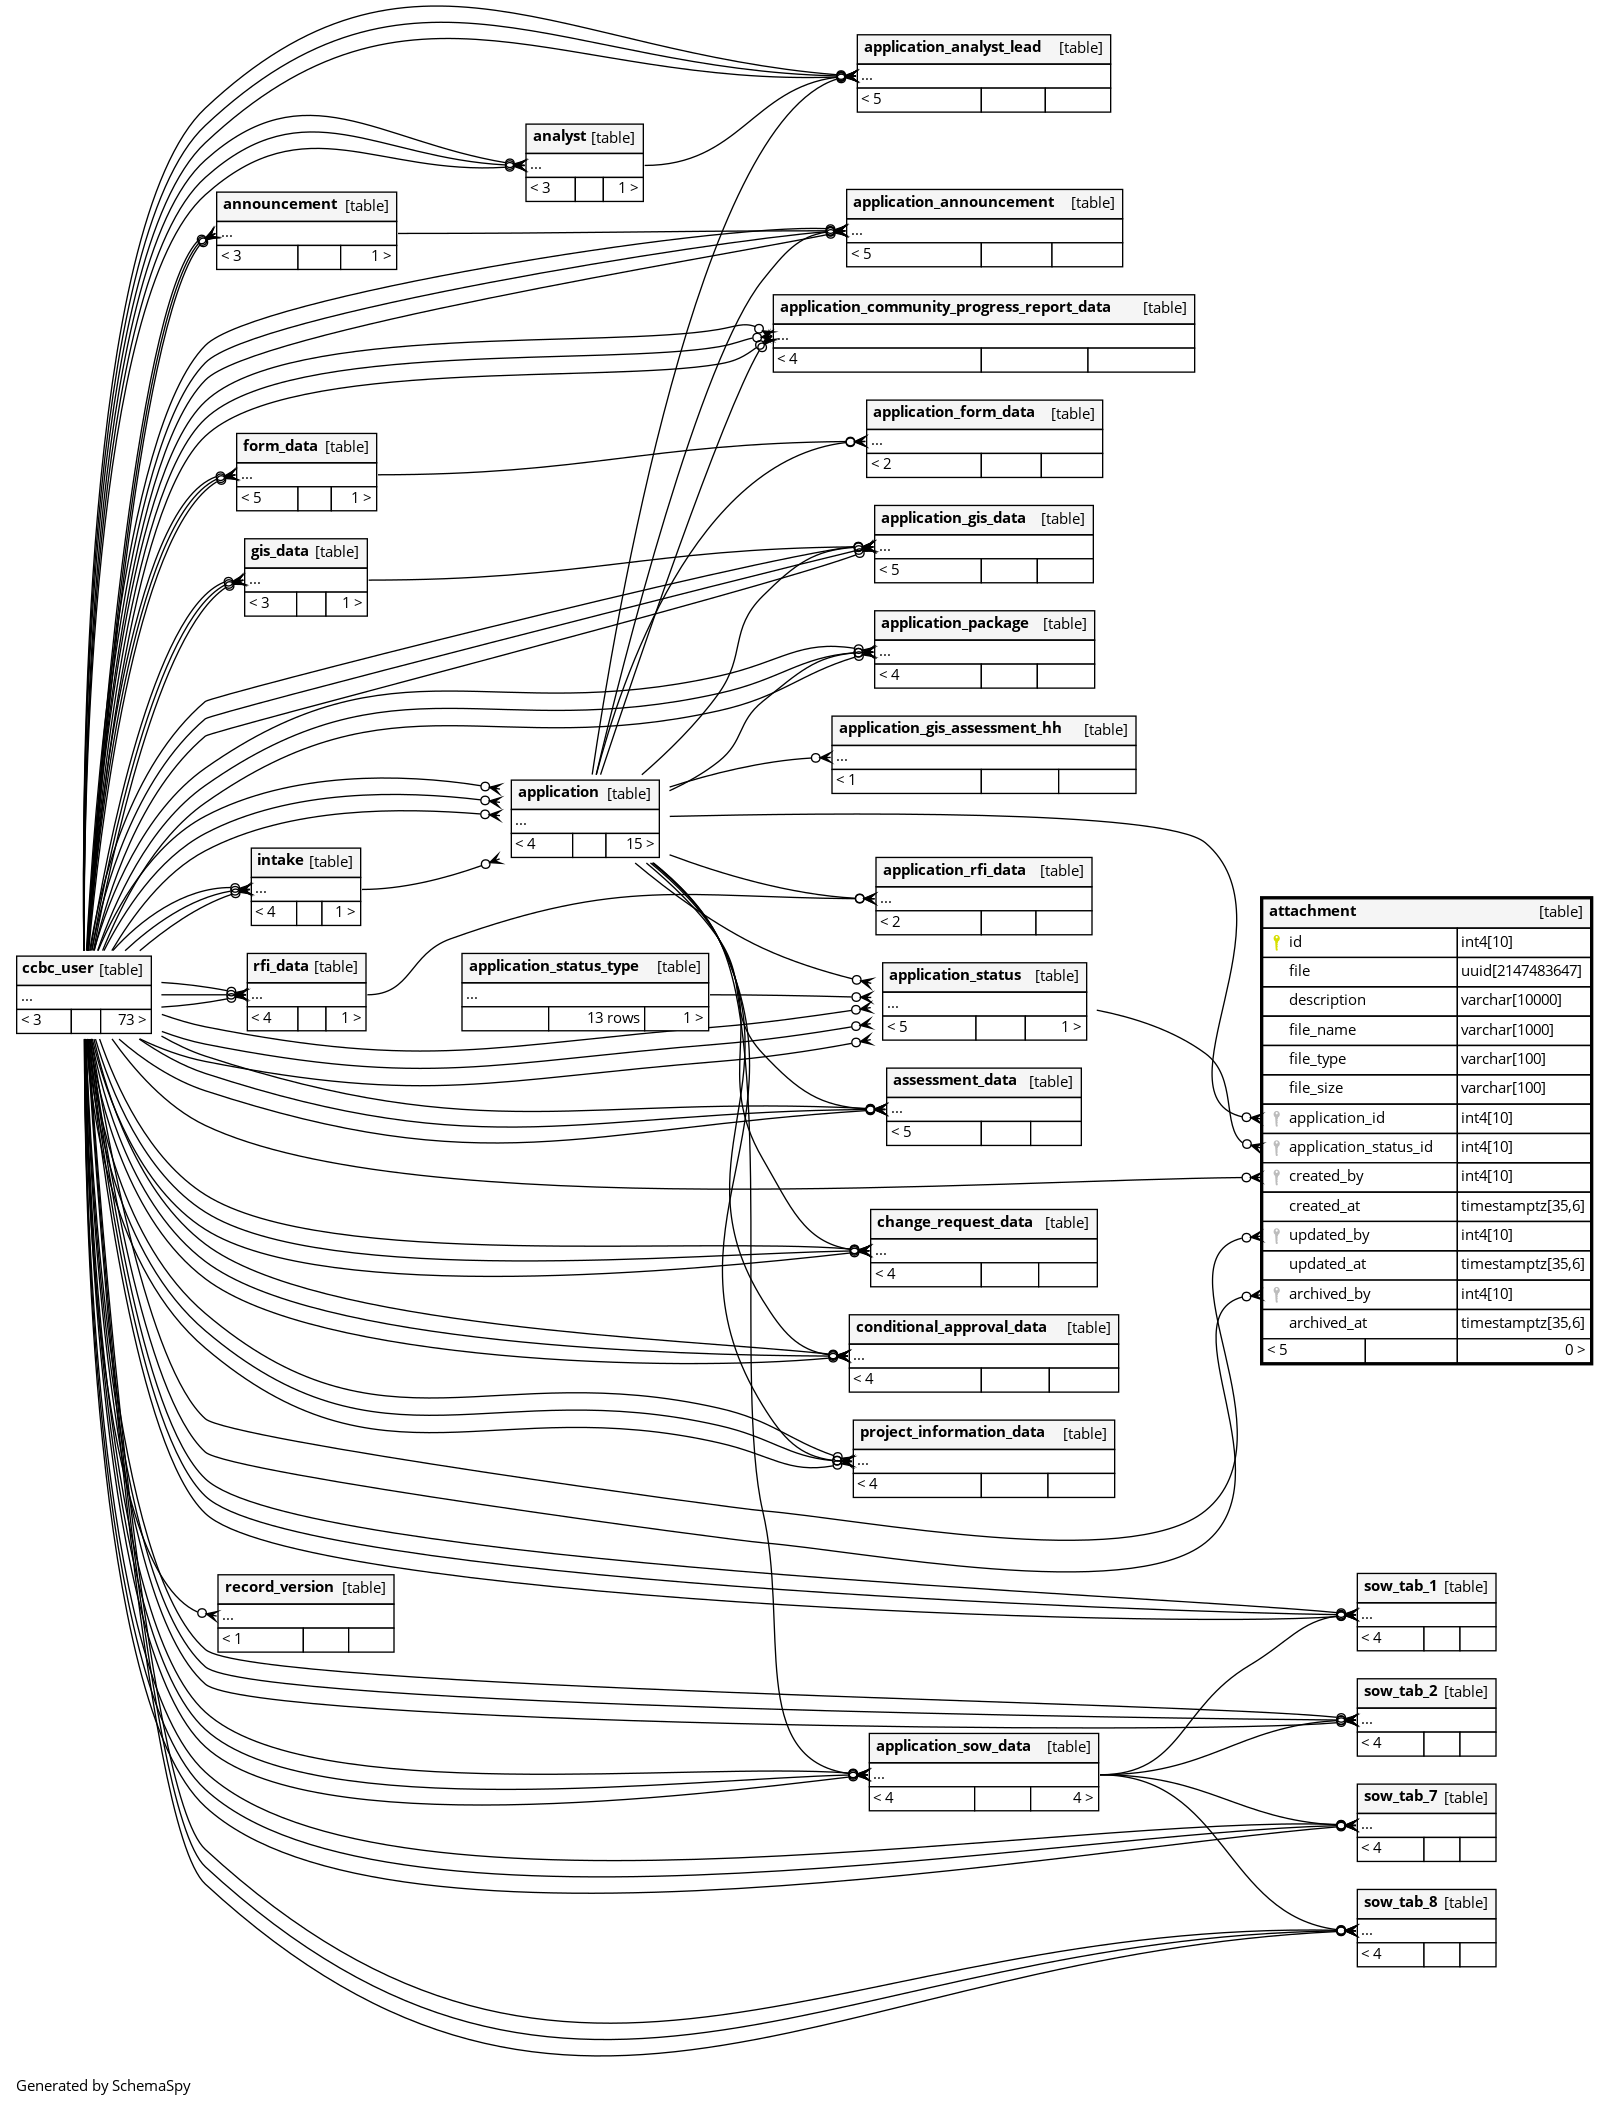 application_analyst_lead [table]
...
< 5
analyst [table]
...
< 3 1 >
announcement [table]
...
< 3 1 >
application_announcement [table]
...
< 5
application_community_progress_report_data [table]
...
< 4
application_form_data [table]
...
< 2
form_data [table]
...
< 5 1 >
application_gis_data [table]
...
< 5
gis_data [table]
...
< 3 1 >
application_package [table]
...
< 4
application_gis_assessment_hh [table]
...
< 1
application [table]
...
< 4 15 >
intake [table]
...
< 4 1 >
application_rfi_data [table]
...
< 2
ccbc_user [table]
...
< 3 73 >
rfi_data [table]
...
< 4 1 >
application_status_type [table]
...
13 rows 1 >
application_status [table]
...
< 5 1 >
attachment [table]
id int4[10]
file uuid[2147483647]
description varchar[10000]
file_name varchar[1000]
file_type varchar[100]
file_size varchar[100]
application_id int4[10]
application_status_id int4[10]
created_by int4[10]
created_at timestamptz[35,6]
updated_by int4[10]
updated_at timestamptz[35,6]
archived_by int4[10]
archived_at timestamptz[35,6]
< 5 0 >
assessment_data [table]
...
< 5
change_request_data [table]
...
< 4
conditional_approval_data [table]
...
< 4
project_information_data [table]
...
< 4
record_version [table]
...
< 1
sow_tab_1 [table]
...
< 4
sow_tab_2 [table]
...
< 4
application_sow_data [table]
...
< 4 4 >
sow_tab_7 [table]
...
< 4
sow_tab_8 [table]
...
< 4
Generated by SchemaSpy